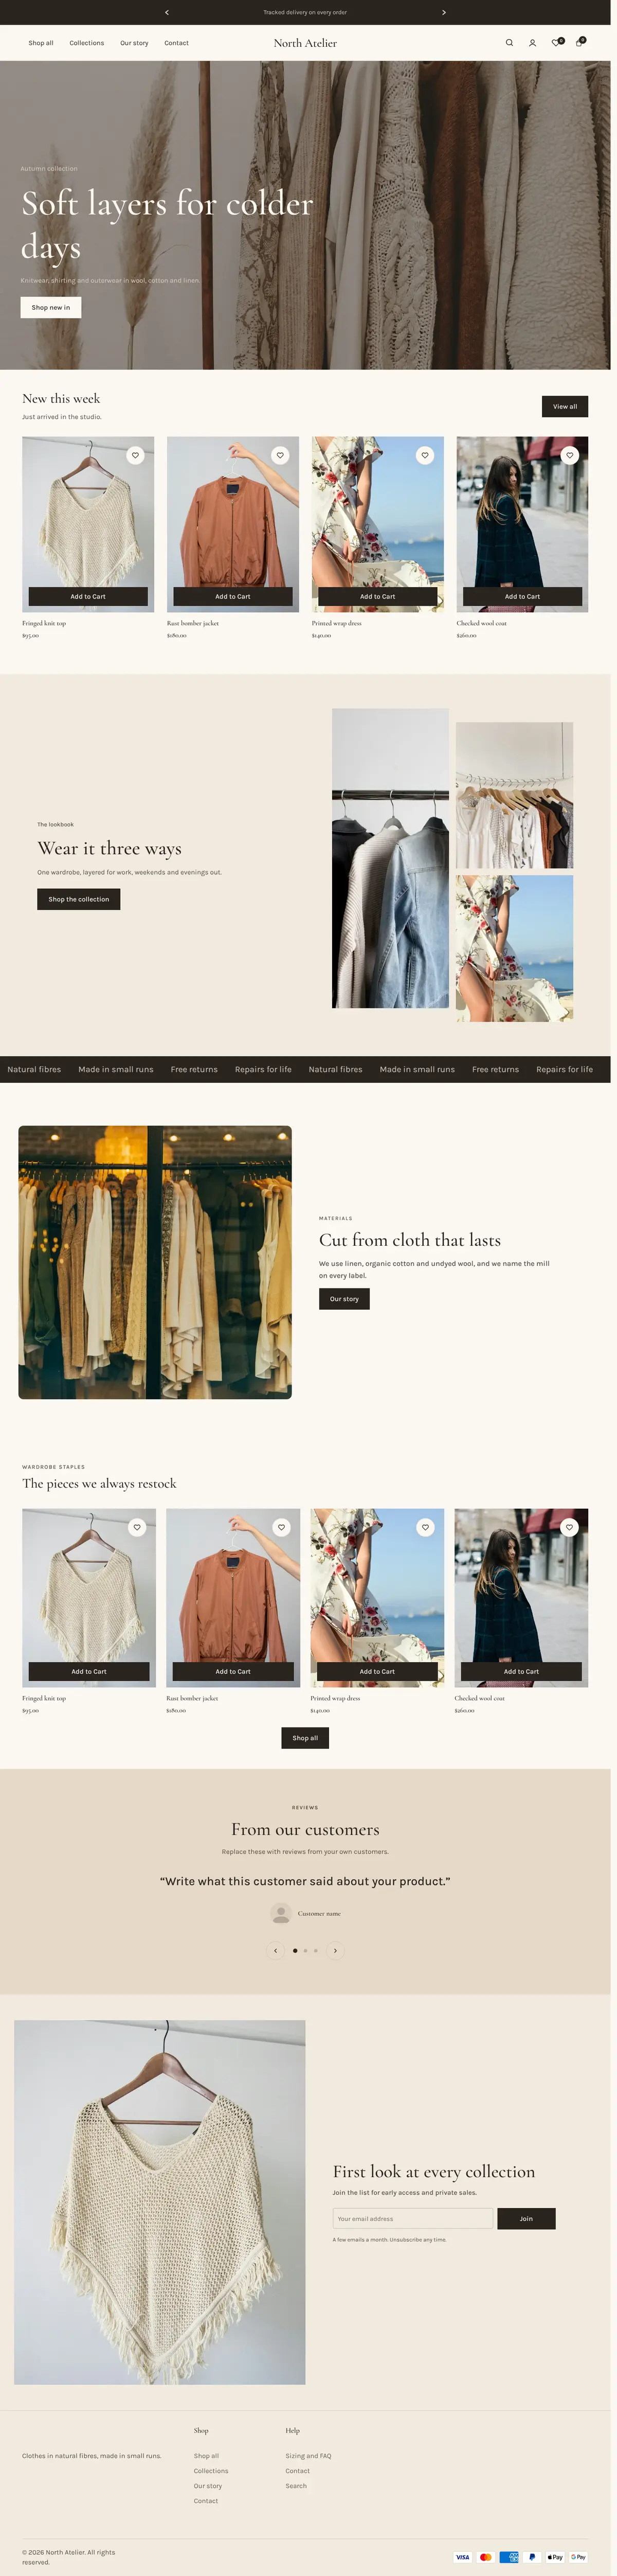 Tracked delivery on every order
Shop all
Collections
Our story
Contact
North Atelier
0
0
Autumn collection
Soft layers for colder
days
Knitwear, shirting and outerwear in wool, cotton and linen.
Shop new in
New this week
Just arrived in the studio.
View all
Add to Cart
Add to Cart
Add to Cart
Add to Cart
Fringed knit top
Rust bomber jacket
Printed wrap dress
Checked wool coat
$95.00
$180.00
$140.00
$260.00
The lookbook
Wear it three ways
One wardrobe, layered for work, weekends and evenings out.
Shop the collection
Natural fibres Made in small runs Free returns Repairs for life Natural fibres Made in small runs Free returns Repairs for life
MATERIALS
Cut from cloth that lasts
We use linen, organic cotton and undyed wool, and we name the mill
on every label.
Our story
WARDROBE STAPLES
The pieces we always restock
Add to Cart
Add to Cart
Add to Cart
Add to Cart
Fringed knit top
Rust bomber jacket
Printed wrap dress
Checked wool coat
$95.00
$180.00
$140.00
$260.00
Shop all
REVIEWS
From our customers
Replace these with reviews from your own customers.
“Write what this customer said about your product.”
Customer name
First look at every collection
Join the list for early access and private sales.
Your email address
Join
A few emails a month. Unsubscribe any time.
Clothes in natural fibres, made in small runs.
Shop
Shop all
Collections
Our story
Contact
Help
Sizing and FAQ
Contact
Search
© 2026 North Atelier. All rights
reserved.
VISA
Pay
G Pay